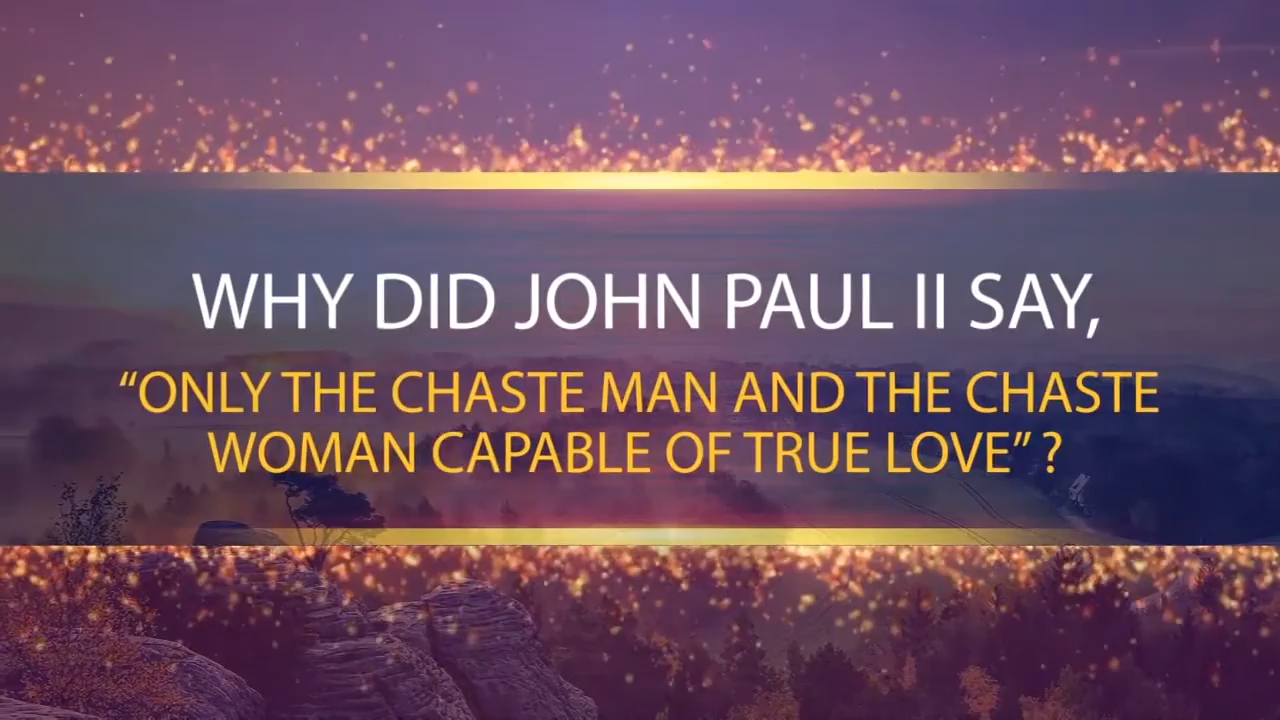 WHY DID JOHN PAUL II SAY,
“ONLY THE CHASTE MAN AND THE CHASTE
WOMAN CAPABLE OF TRUE LOVE” ?